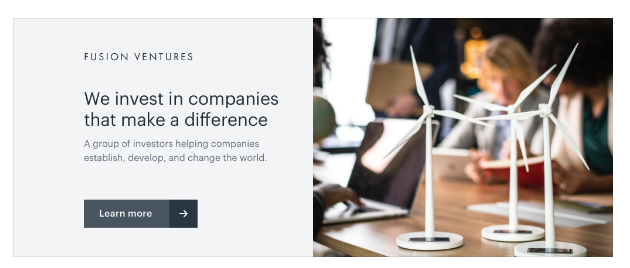 FUSION VENTURES
We invest in companies
that make a difference
A group of investors helping companies
establish, develop, and change the world.
Learn more